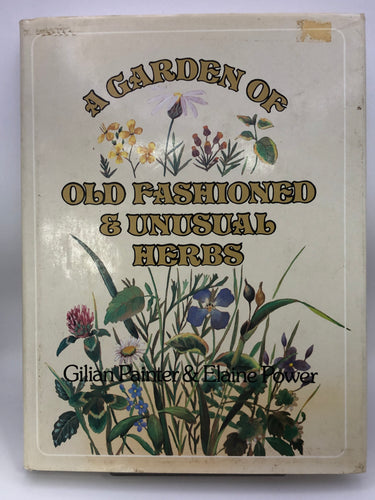 A GARDEN OF
OLD FASHIONED
& UNUSUAL
HERBS
Gilian Painter & Elaine Power